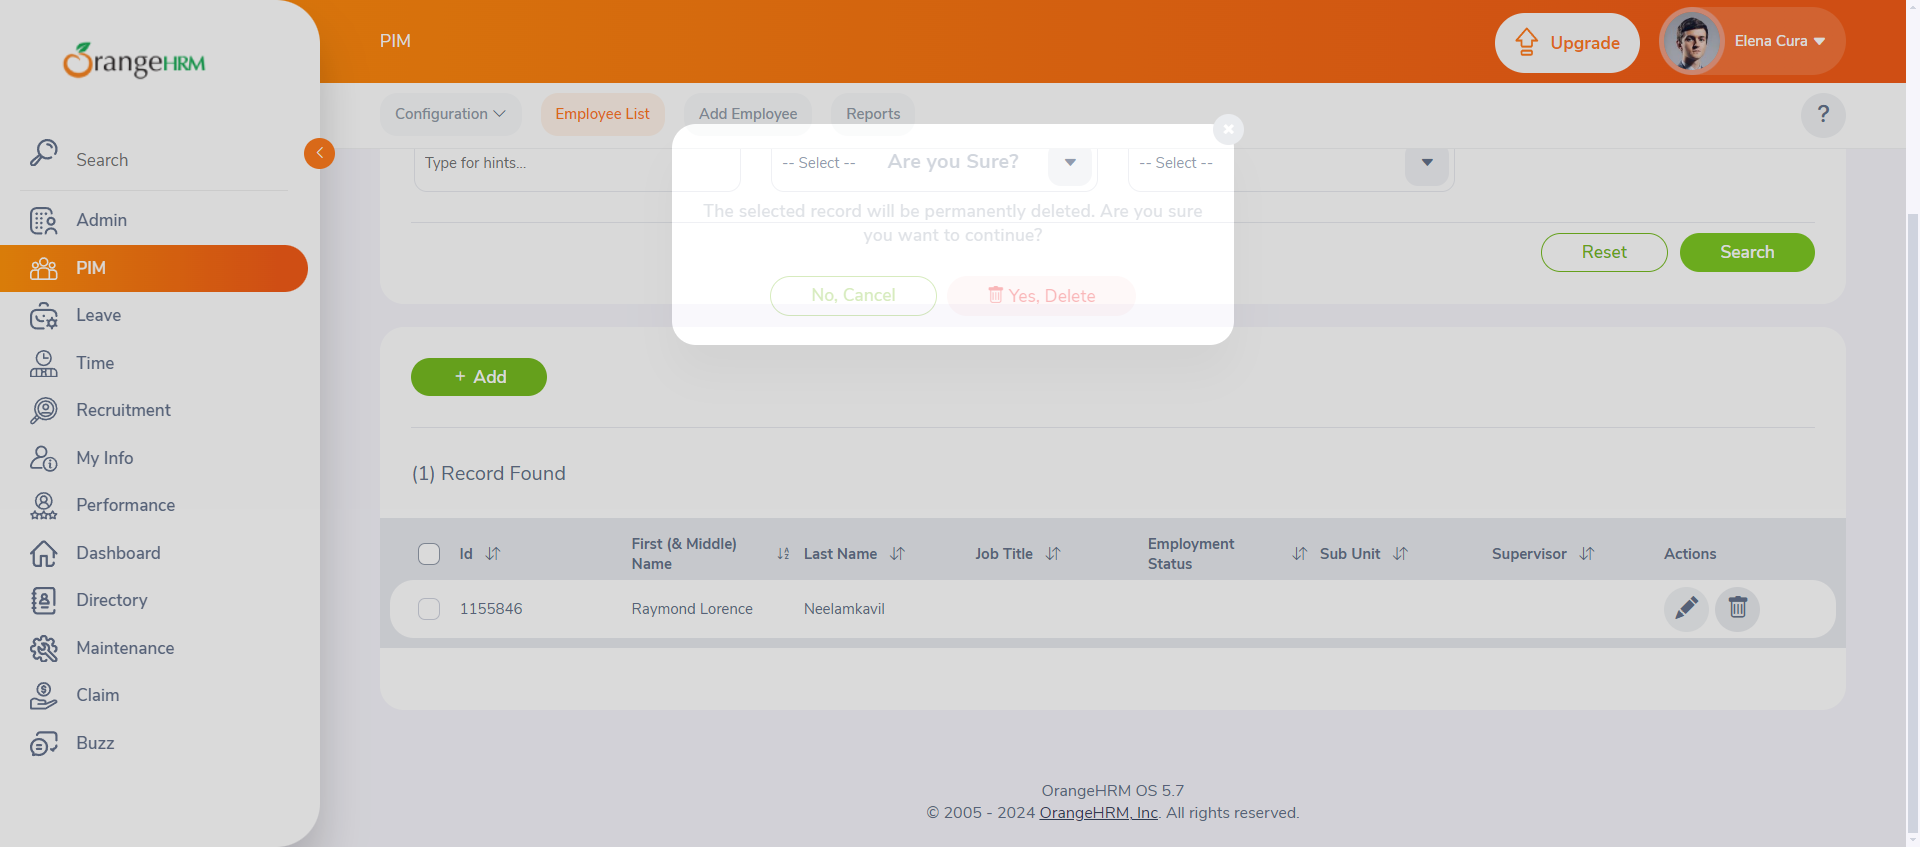 OrangeHRM
Search
Admin
PIM
Leave
Time
Recruitment
My Info
Performance
Dashboard
Directory
Maintenance
Claim
Buzz
PIM
Upgrade
Elena Cura
Configuration
Employee List
Add Employee
Reports
?
Type for hints...
-- Select --
-- Select --
Are you Sure?
The selected record will be permanently deleted. Are you sure
you want to continue?
No, Cancel
Yes, Delete
Reset
Search
+ Add
(1) Record Found
Id
First (& Middle)
Name
Last Name
Job Title
Employment
Status
Sub Unit
Supervisor
Actions
1155846
Raymond Lorence
Neelamkavil
OrangeHRM OS 5.7
© 2005 - 2024 OrangeHRM, Inc. All rights reserved.